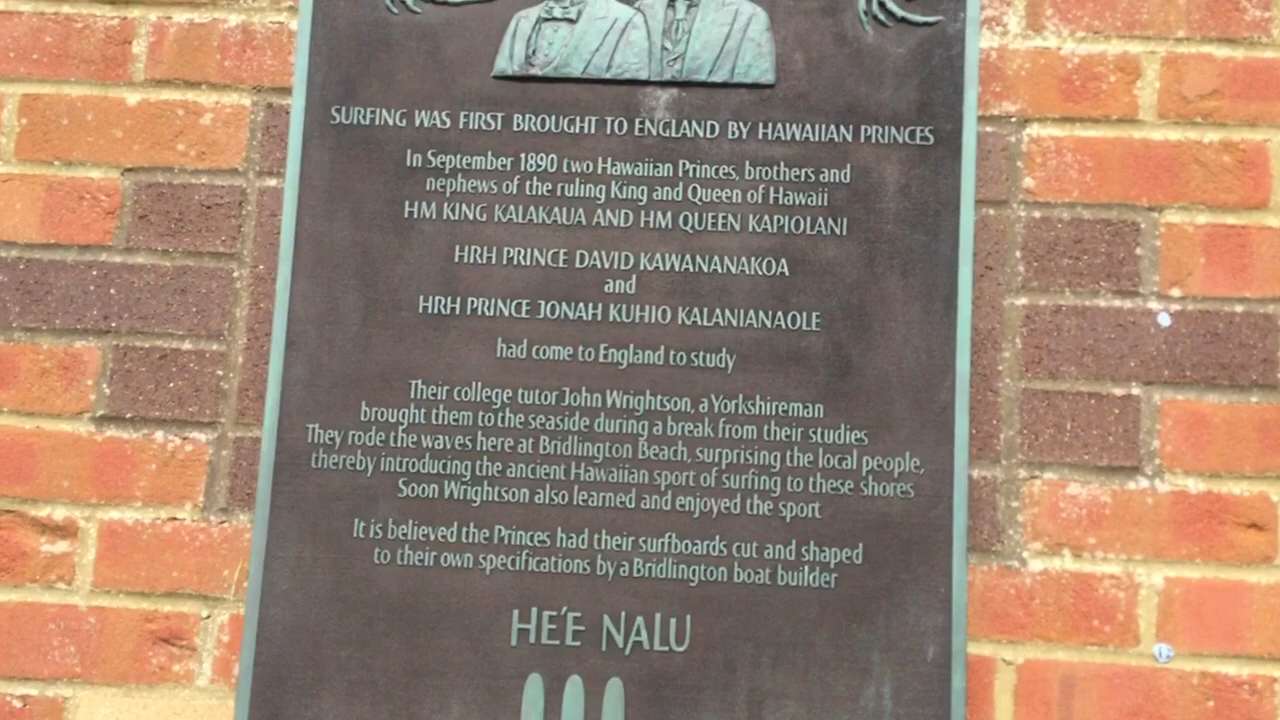 SURFING WAS FIRST BROUGHT TO ENGLAND BY HAWAIIAN PRINCES
In September 1890 two Hawaiian Princes, brothers and
nephews of the ruling King and Queen of Hawaii
HM KING KALAKAUA AND HM QUEEN KAPIOLANI
HRH PRINCE DAVID KAWANANAKOA
and
HRH PRINCE JONAH KUHIO KALANIANAOLE
had come to England to study
Their college tutor John Wrightson, a Yorkshireman
brought them to the seaside during a break from their studies
They rode the waves here at Bridlington Beach, surprising the local people,
thereby introducing the ancient Hawaiian sport of surfing to these shores
Soon Wrightson also learned and enjoyed the sport
It is believed the Princes had their surfboards cut and shaped
to their own specifications by a Bridlington boat builder
HE'E NALU